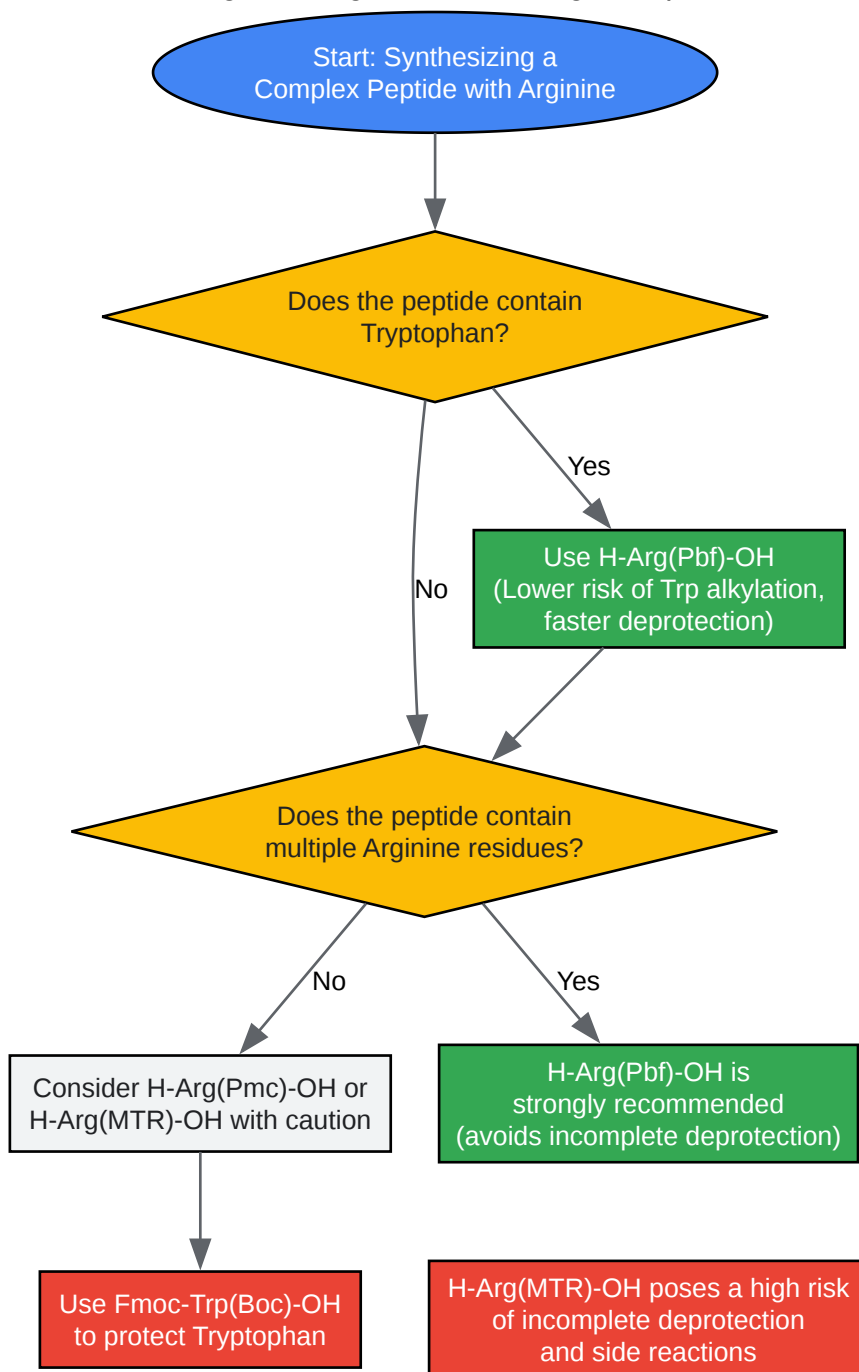 Start: Synthesizing a
Complex Peptide with Arginine
Does the peptide contain
Tryptophan?
Yes
Use H-Arg(Pbf)-OH
(Lower risk of Trp alkylation,
faster deprotection)
No
Does the peptide contain
multiple Arginine residues?
No
Yes
Consider H-Arg(Pmc)-OH or
H-Arg(MTR)-OH with caution
H-Arg(Pbf)-OH is
strongly recommended
(avoids incomplete deprotection)
Use Fmoc-Trp(Boc)-OH
to protect Tryptophan
H-Arg(MTR)-OH poses a high risk
of incomplete deprotection
and side reactions